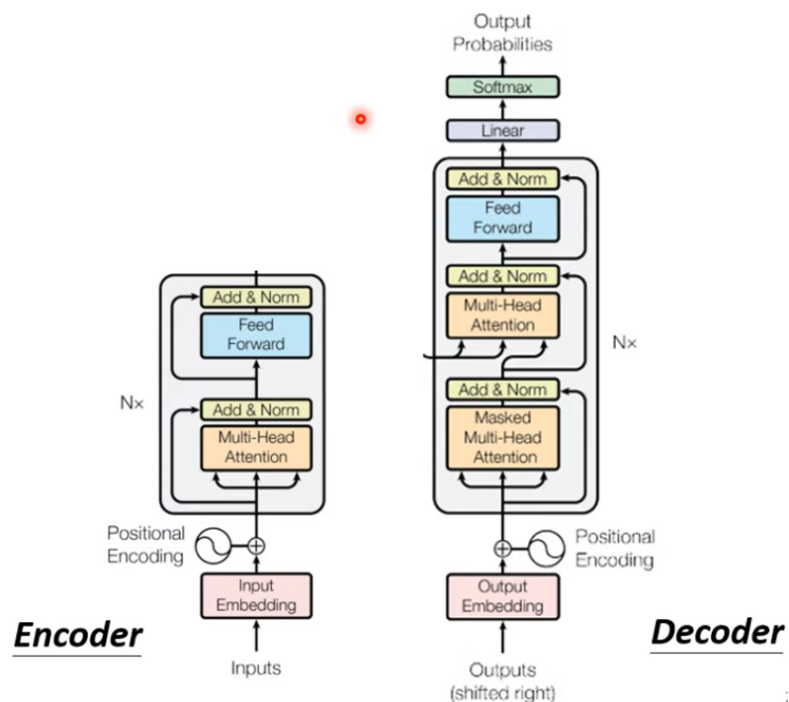 Output
Probabilities
Softmax
Linear
Add & Norm
Feed
Forward
Add & Norm
Multi-Head
Attention
Nx
Add & Norm
Masked
Multi-Head
Attention
Positional
Encoding
Output
Embedding
Outputs
(shifted right)
Decoder
Add & Norm
Feed
Forward
Nx
Add & Norm
Multi-Head
Attention
Positional
Encoding
Input
Embedding
Inputs
Encoder